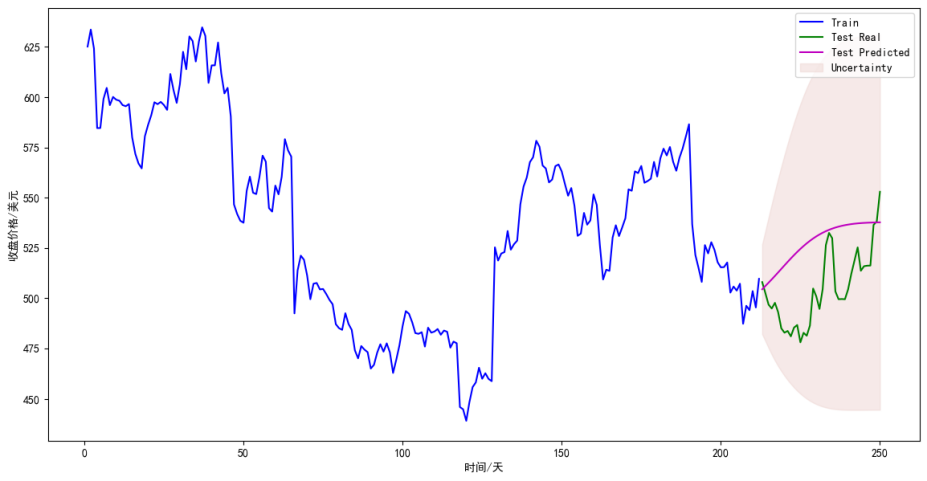 Train
Test Real
Test Predicted
Uncertainty
收盘价格/美元
625
600
575
550
525
500
475
450
0
50
100
150
200
250
时间/天